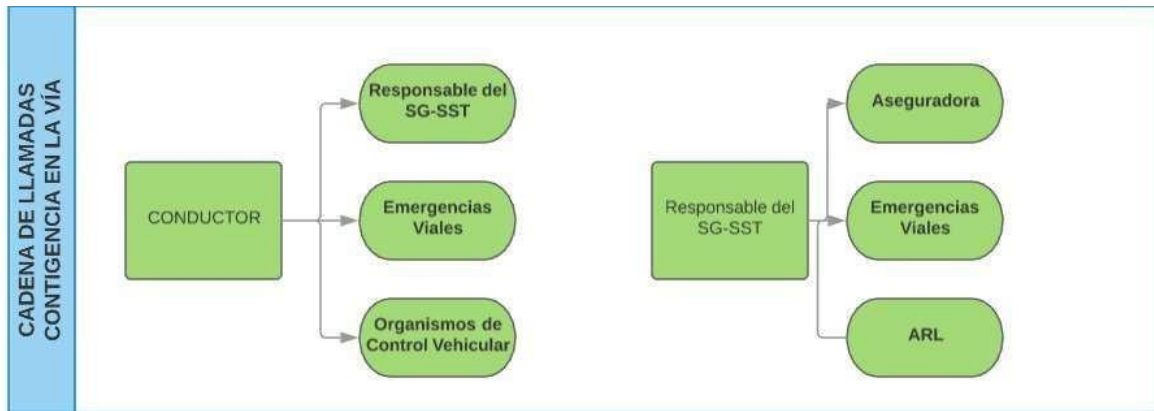 CADENA DE LLAMADAS
CONTIGENCIA EN LA VÍA
CONDUCTOR
Responsable del
SG-SST
Emergencias
Viales
Organismos de
Control Vehicular
Responsable del
SG-SST
Aseguradora
Emergencias
Viales
ARL